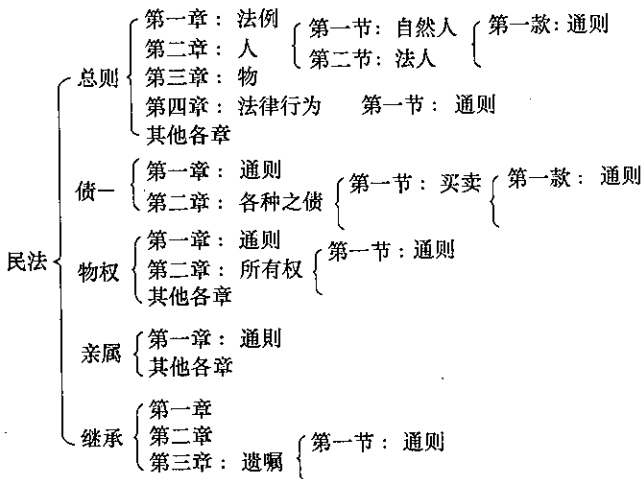 民法
总则
第一章：法例
第二章：人
第一节：自然人
第二节：法人
第一款：通则
第三章：物
第四章：法律行为 第一节：通则
其他各章
债一
第一章：通则
第二章：各种之债
第一节：买卖
第一款：通则
物权
第一章：通则
第二章：所有权
第一节：通则
其他各章
亲属
第一章：通則
其他各章
继承
第一章
第二章
第三章：遗嘱
第一节：通则